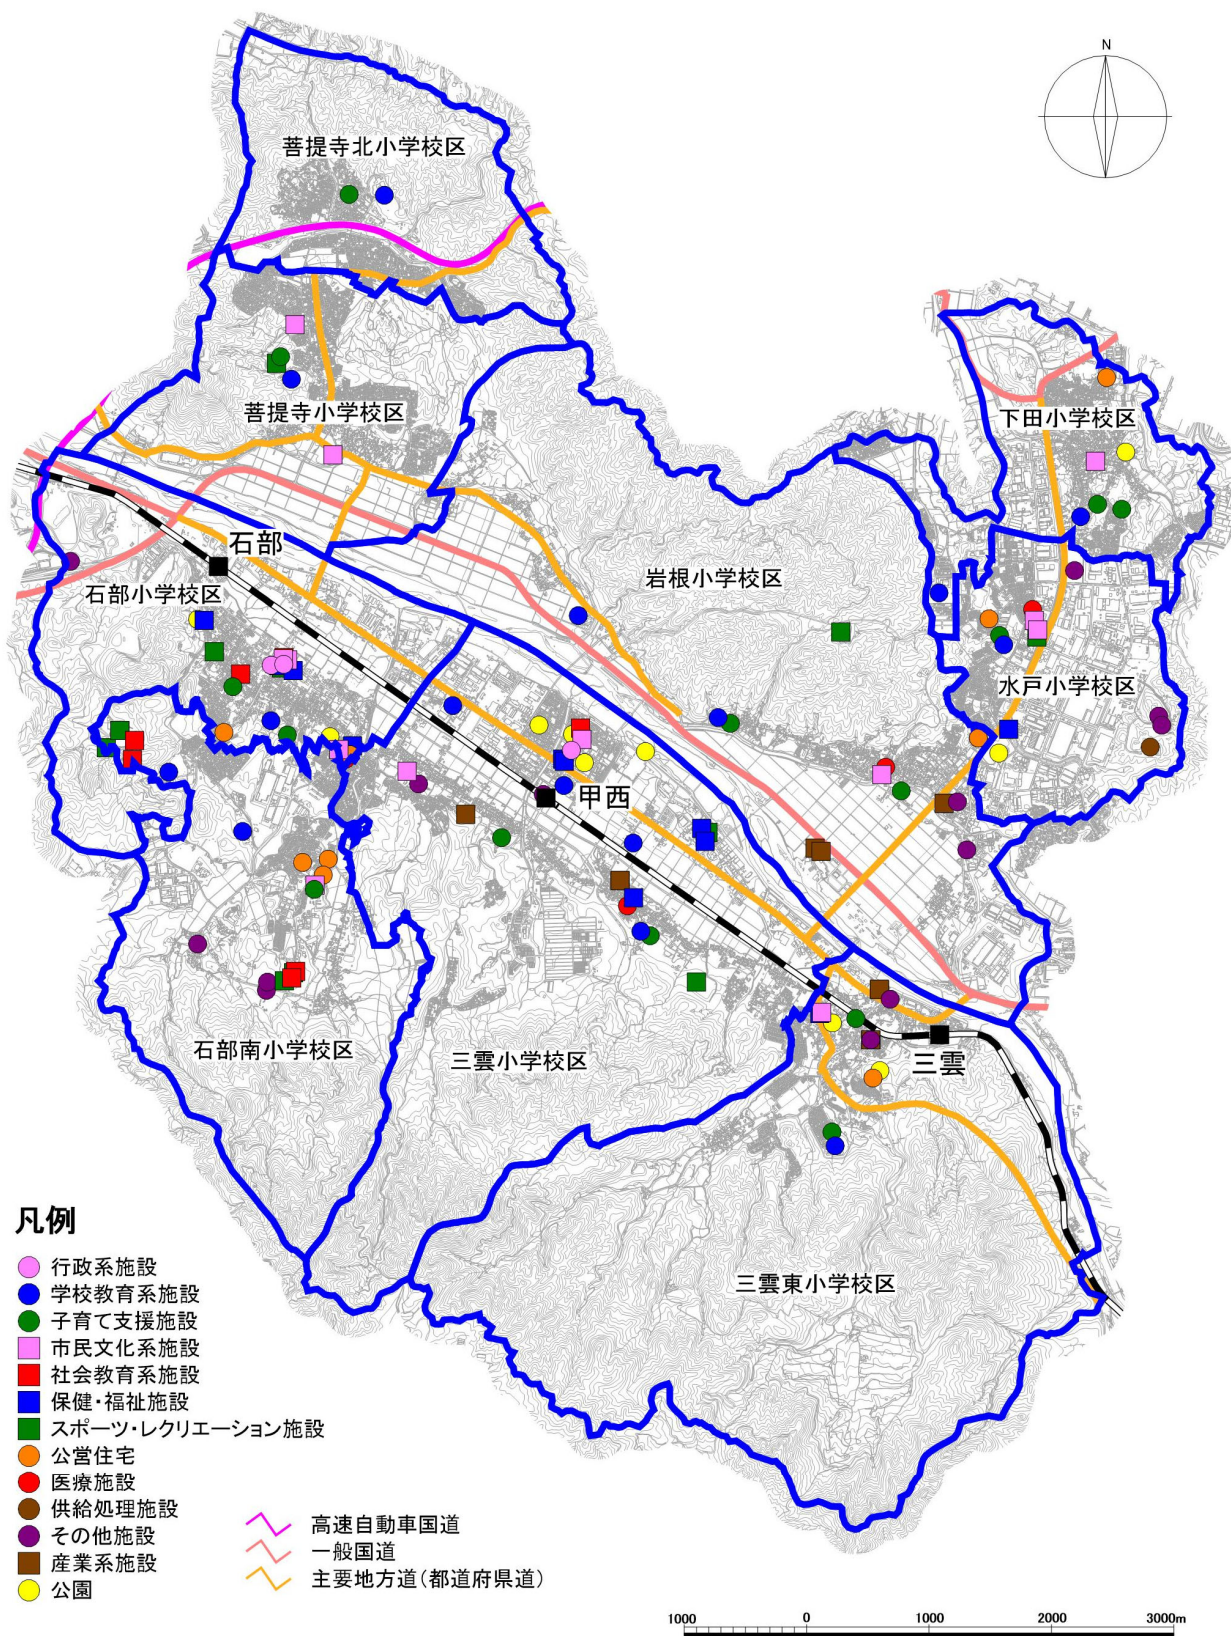 N
菩提寺北小学校区
菩提寺小学校区
下田小学校区
石部
石部小学校区
岩根小学校区
水戸小学校区
甲西
石部南小学校区
三雲小学校区
三雲
三雲東小学校区
凡例
行政系施設
学校教育系施設
子育て支援施設
市民文化系施設
社会教育系施設
保健・福祉施設
スポーツ・レクリエーション施設
公営住宅
医療施設
供給処理施設
その他施設
産業系施設
公園
高速自動車国道
一般国道
主要地方道(都道府県道)
1000 0 1000 2000 3000m